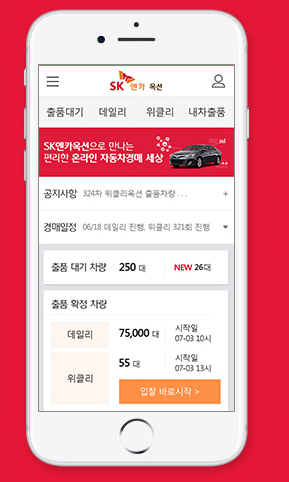 SK 엔카 옥션
출품대기 데일리 위클리 내차출품
SK엔카옥션으로 만나는
편리한 온라인 자동차경매 세상
공지사항 324차 위클리옥션 출품차량 . . . +
경매일정 06/18 데일리 진행, 위클리 321회 진행
출품 대기 차량 250 대 NEW 26대
출품 확정 차량
데일리 75,000 대 시작일
07-03 10시
위클리 55 대 시작일
07-03 13시
입찰 바로시작 >